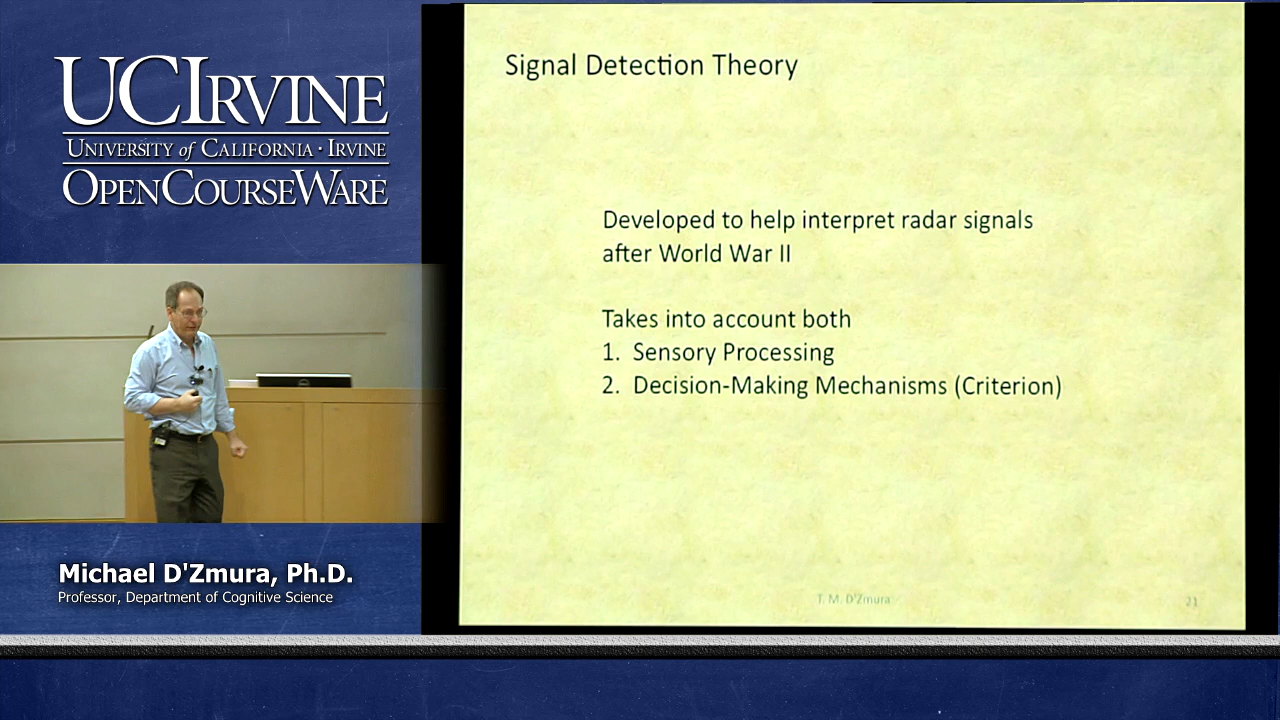 UCIRVINE
UNIVERSITY of CALIFORNIA · IRVINE
OPENCOURSEWARE
Michael D'Zmura, Ph.D.
Professor, Department of Cognitive Science
Signal Detection Theory
Developed to help interpret radar signals
after World War II
Takes into account both
1. Sensory Processing
2. Decision-Making Mechanisms (Criterion)
T. M. D'Zmura
21